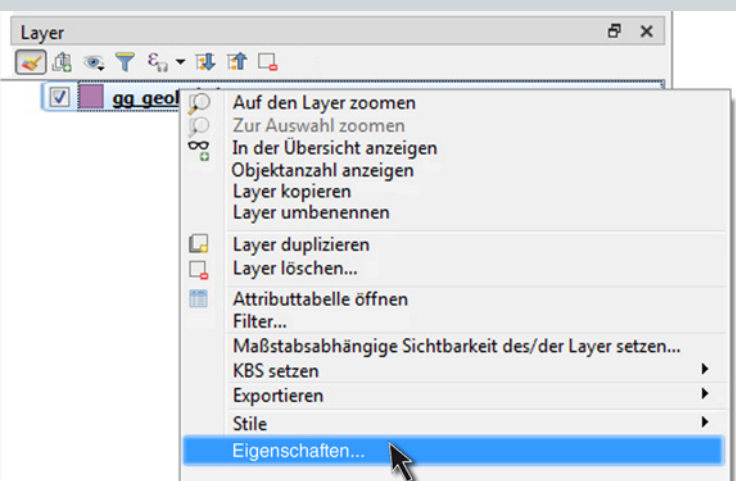 Layer
gg_geol
Auf den Layer zoomen
Zur Auswahl zoomen
In der Übersicht anzeigen
Objektanzahl anzeigen
Layer kopieren
Layer umbenennen
Layer duplizieren
Layer löschen...
Attributtabelle öffnen
Filter...
Maßstabsabhängige Sichtbarkeit des/der Layer setzen...
KBS setzen
Exportieren
Stile
Eigenschaften...